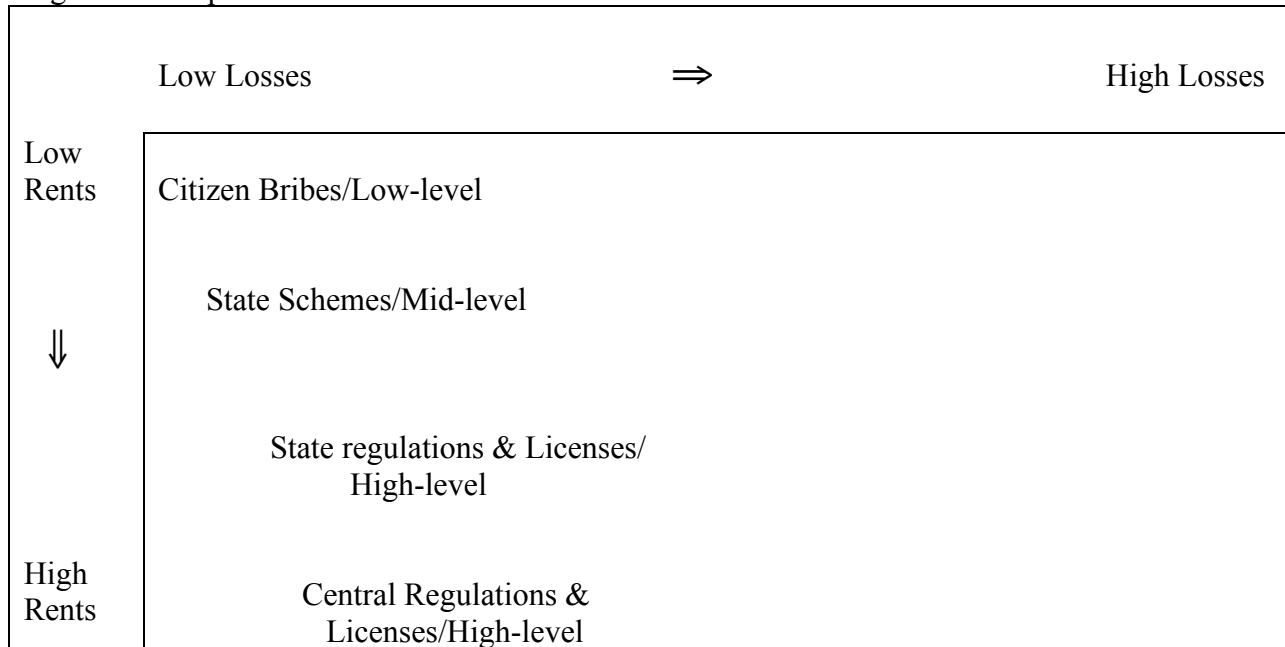 Low Losses ⇒ High Losses
Low
Rents
Citizen Bribes/Low-level
State Schemes/Mid-level
⇓
State regulations & Licenses/
High-level
High
Rents
Central Regulations &
Licenses/High-level